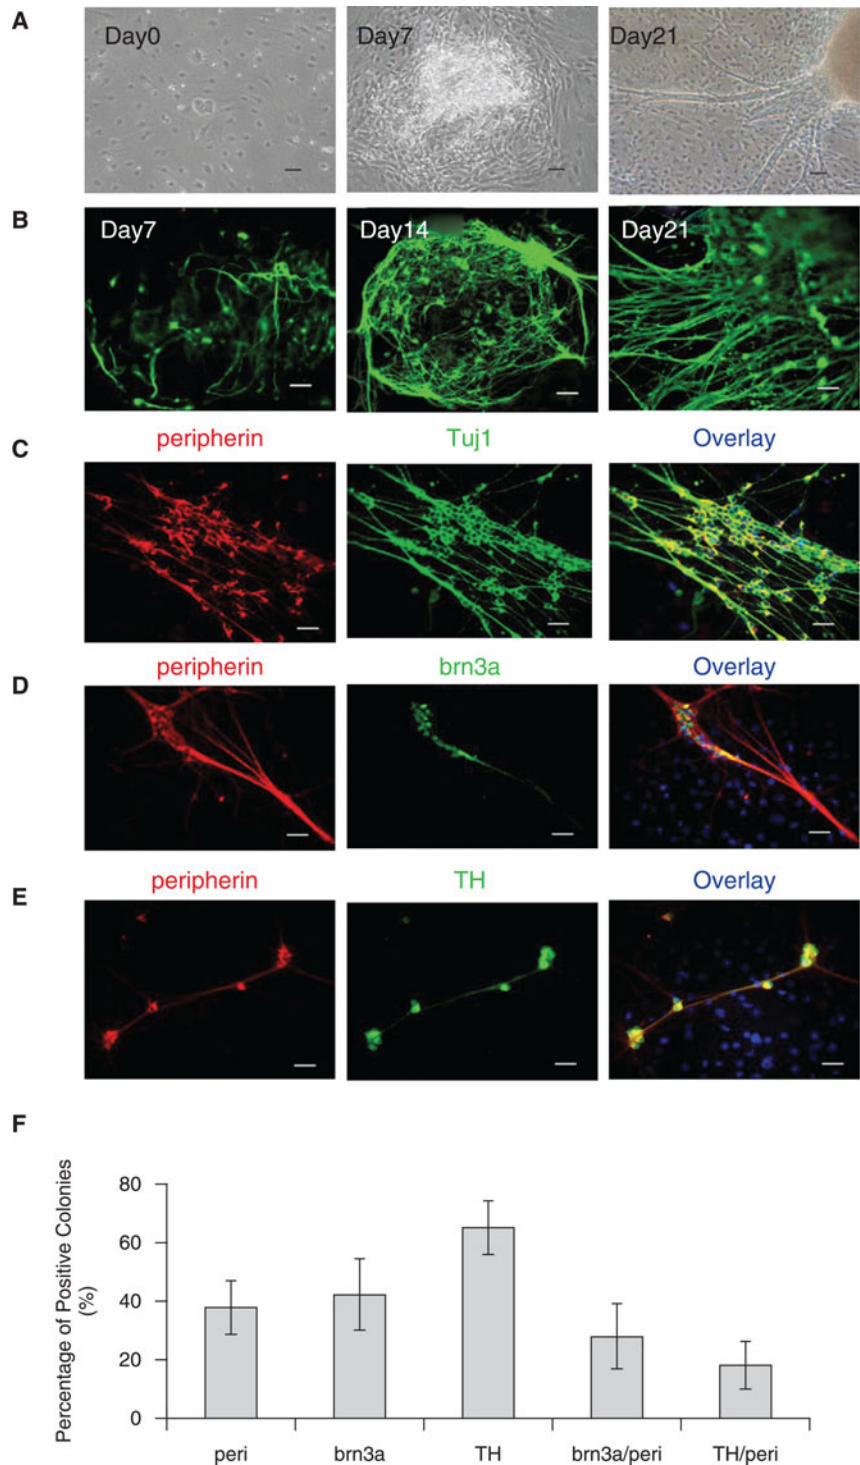 A
Day0
Day7
Day21
B
Day7
Day14
Day21
C
peripherin
Tuj1
Overlay
D
peripherin
brn3a
Overlay
E
peripherin
TH
Overlay
F
Percentage of Positive Colonies
(%)
80
60
40
20
0
peri
brn3a
TH
brn3a/peri
TH/peri